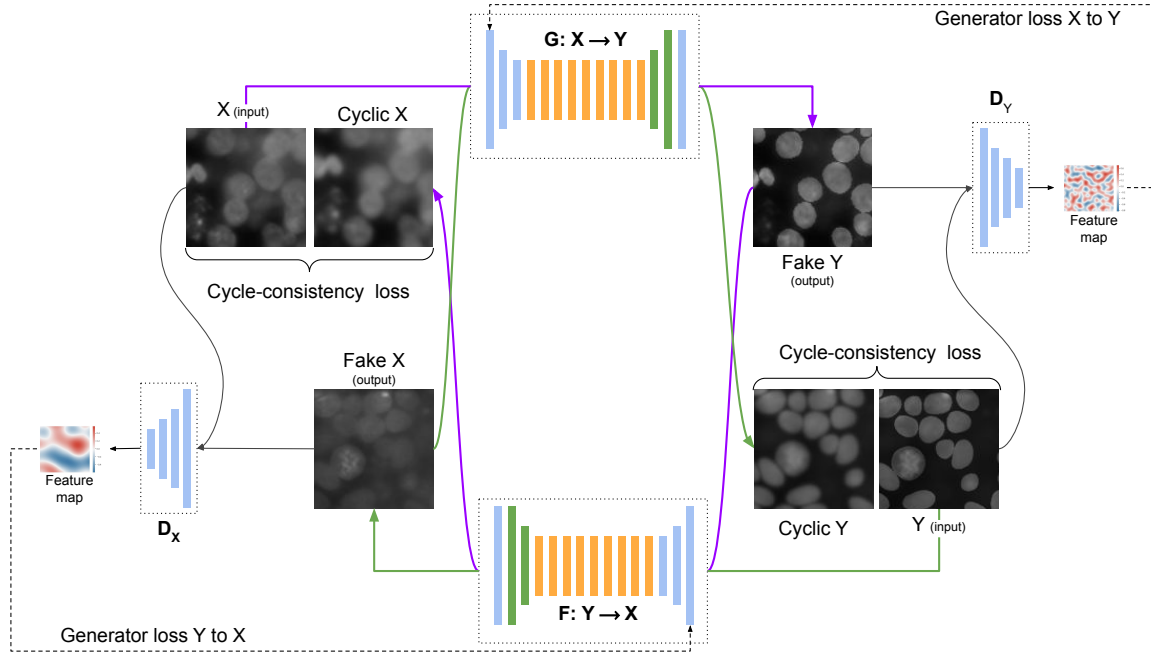 Generator loss X to Y
G: X → Y
D_Y
X (input)
Cyclic X
Feature
map
Fake Y
(output)
Cycle-consistency loss
Cycle-consistency loss
Fake X
(output)
Feature
map
D_X
Cyclic Y
Y (input)
F: Y → X
Generator loss Y to X